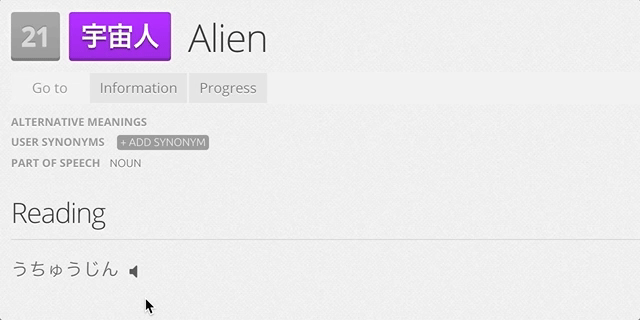 21 宇宙人 Alien
Go to Information Progress
ALTERNATIVE MEANINGS
USER SYNONYMS + ADD SYNONYM
PART OF SPEECH NOUN
Reading
うちゅうじん